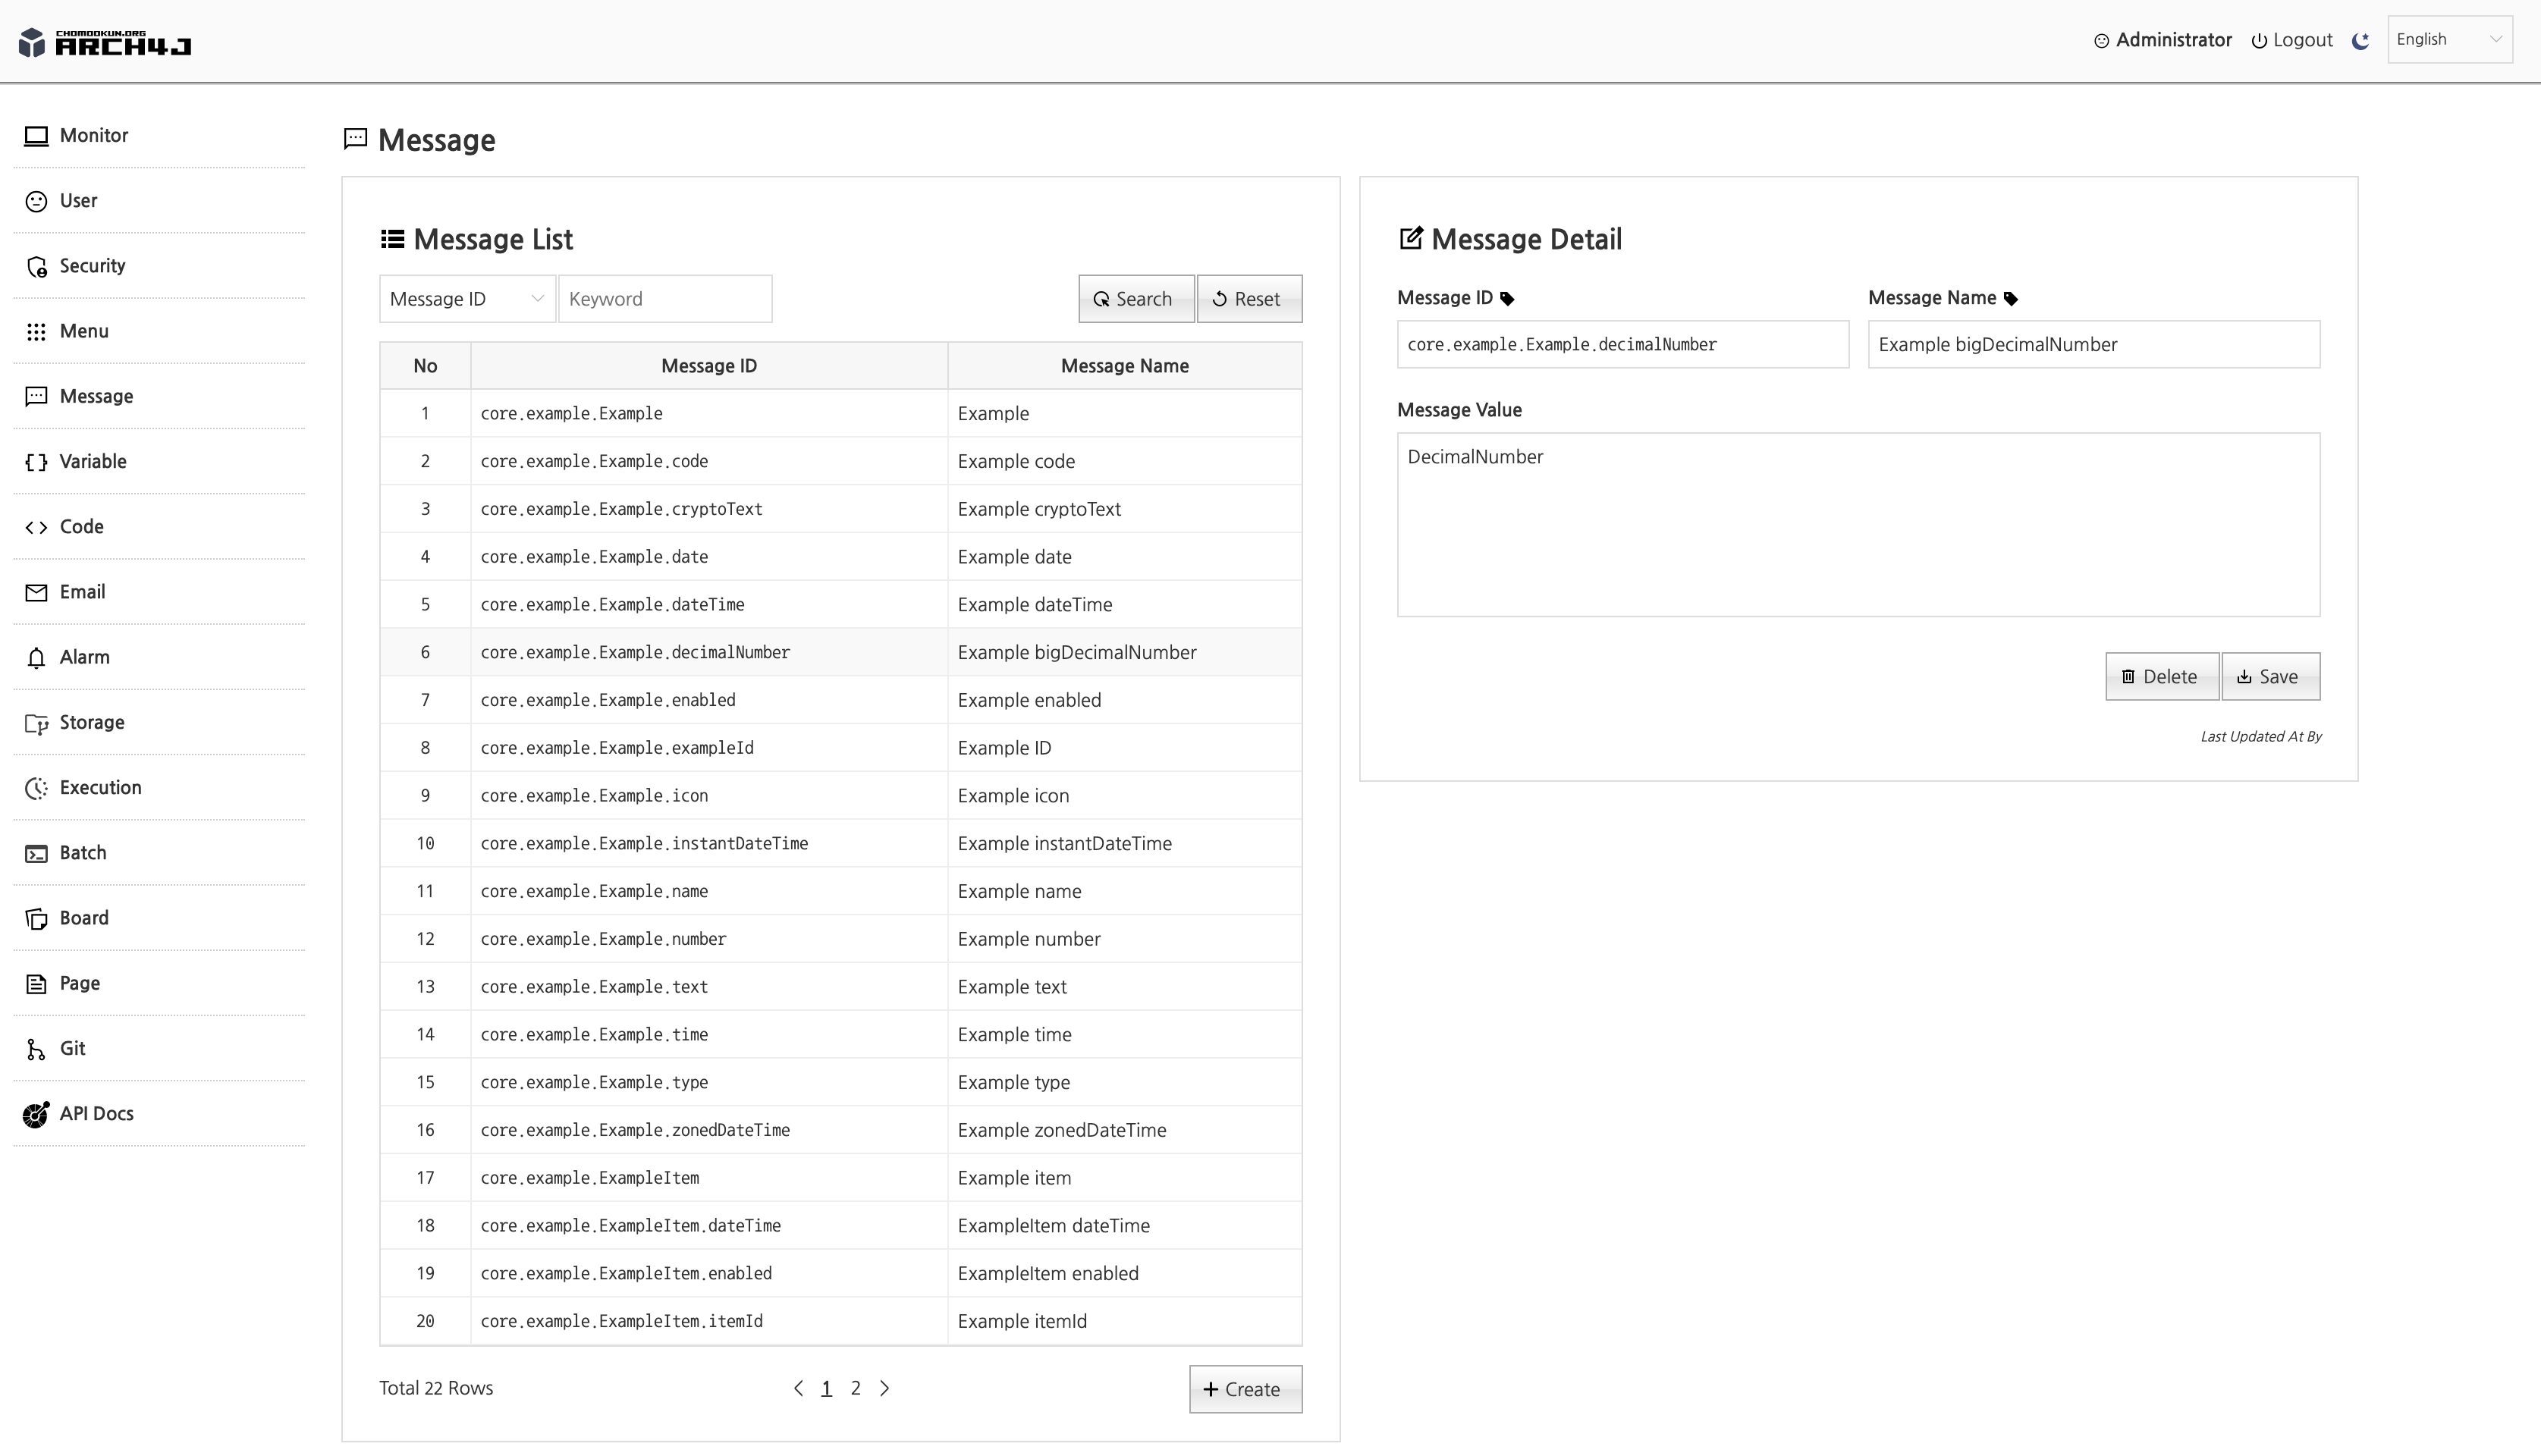 CHOMOOKUN.ORG
ARCH4J
Administrator Logout English
Monitor
User
Security
Menu
Message
Variable
Code
Email
Alarm
Storage
Execution
Batch
Board
Page
Git
API Docs
Message
Message List
Message ID Keyword Search Reset
No Message ID Message Name
1 core.example.Example Example
2 core.example.Example.code Example code
3 core.example.Example.cryptoText Example cryptoText
4 core.example.Example.date Example date
5 core.example.Example.dateTime Example dateTime
6 core.example.Example.decimalNumber Example bigDecimalNumber
7 core.example.Example.enabled Example enabled
8 core.example.Example.exampleId Example ID
9 core.example.Example.icon Example icon
10 core.example.Example.instantDateTime Example instantDateTime
11 core.example.Example.name Example name
12 core.example.Example.number Example number
13 core.example.Example.text Example text
14 core.example.Example.time Example time
15 core.example.Example.type Example type
16 core.example.Example.zonedDateTime Example zonedDateTime
17 core.example.ExampleItem Example item
18 core.example.ExampleItem.dateTime ExampleItem dateTime
19 core.example.ExampleItem.enabled ExampleItem enabled
20 core.example.ExampleItem.itemId Example itemId
Total 22 Rows < 1 2 > + Create
Message Detail
Message ID Message Name
core.example.Example.decimalNumber Example bigDecimalNumber
Message Value
DecimalNumber
Delete Save
Last Updated At By